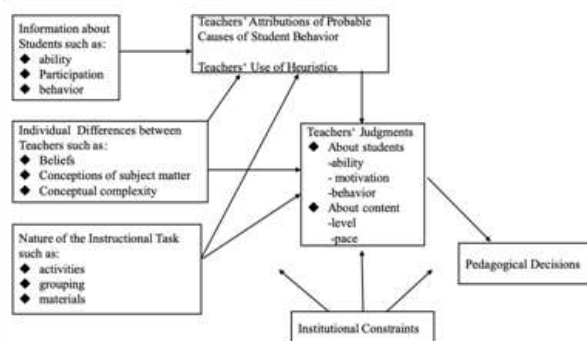 Information about
Students such as:
◆ ability
◆ Participation
◆ behavior
Teachers' Attributions of Probable
Causes of Student Behavior
Teachers' Use of Heuristics
Individual Differences between
Teachers such as:
◆ Beliefs
◆ Conceptions of subject matter
◆ Conceptual complexity
Teachers' Judgments
◆ About students
-ability
- motivation
-behavior
◆ About content
-level
-pace
Nature of the Instructional Task
such as:
◆ activities
◆ grouping
◆ materials
Pedagogical Decisions
Institutional Constraints